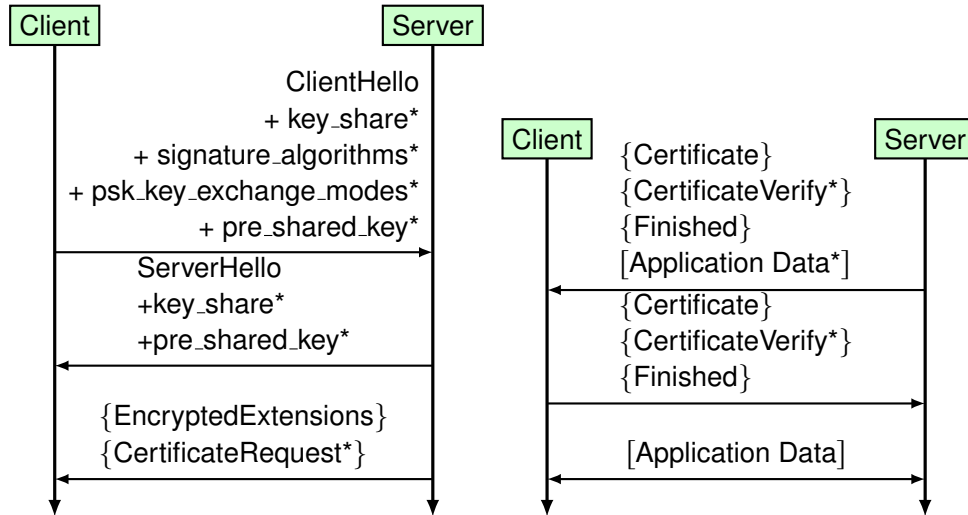 Client
Server
ClientHello
+ key_share*
+ signature_algorithms*
+ psk_key_exchange_modes*
+ pre_shared_key*
ServerHello
+key_share*
+pre_shared_key*
{EncryptedExtensions}
{CertificateRequest*}
Client
Server
{Certificate}
{CertificateVerify*}
{Finished}
[Application Data*]
{Certificate}
{CertificateVerify*}
{Finished}
[Application Data]